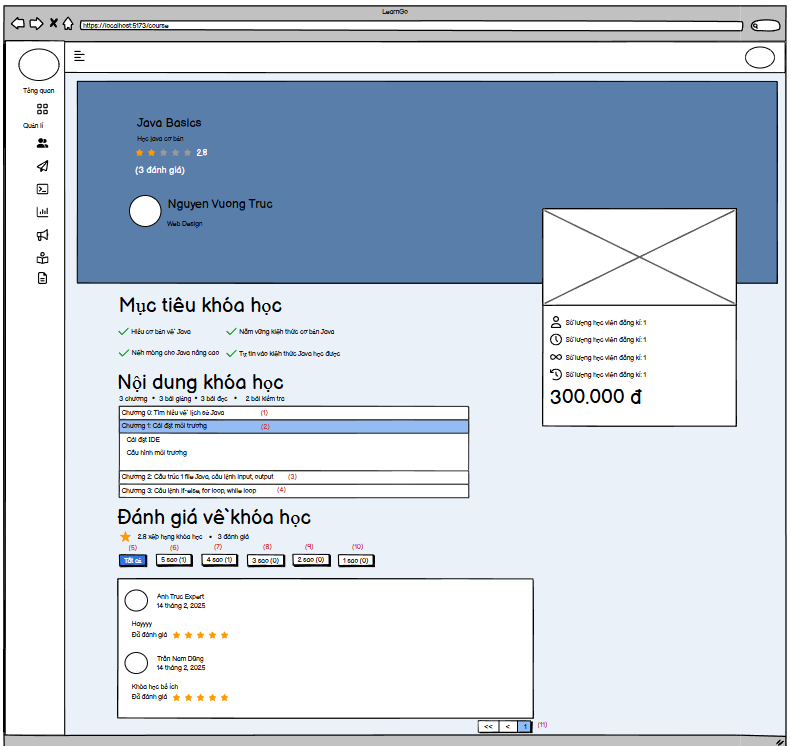 LearnGo
https://localhost:5173/course
Tổng quan
Quản lí
Java Basics
Học java cơ bản
2.8
(3 đánh giá)
Nguyen Vuong Truc
Web Design
Số lượng học viên đăng kí: 1
Số lượng học viên đăng kí: 1
Số lượng học viên đăng kí: 1
Số lượng học viên đăng kí: 1
300.000 đ
Mục tiêu khóa học
Hiểu cơ bản về Java
Nắm vững kiến thức cơ bản Java
Nền móng cho Java nâng cao
Tự tin vào kiến thức Java học được
Nội dung khóa học
3 chương • 3 bài giảng • 3 bài đọc • 2 bài kiểm tra
Chương 0: Tìm hiểu về lịch sử Java (1)
Chương 1: Cài đặt môi trường (2)
Cài đặt IDE
Cấu hình môi trường
Chương 2: Cấu trúc 1 file Java, câu lệnh input, output (3)
Chương 3: Câu lệnh if-else, for loop, while loop (4)
Đánh giá về khóa học
2.8 xếp hạng khóa học • 3 đánh giá
(5) (6) (7) (8) (9) (10)
Tất cả 5 sao (1) 4 sao (1) 3 sao (0) 2 sao (0) 1 sao (0)
Anh Truc Expert
14 tháng 2, 2025
Hayyyy
Đã đánh giá
Trần Nam Dũng
14 tháng 2, 2025
Khóa học bổ ích
Đã đánh giá
<< < 1 (11)